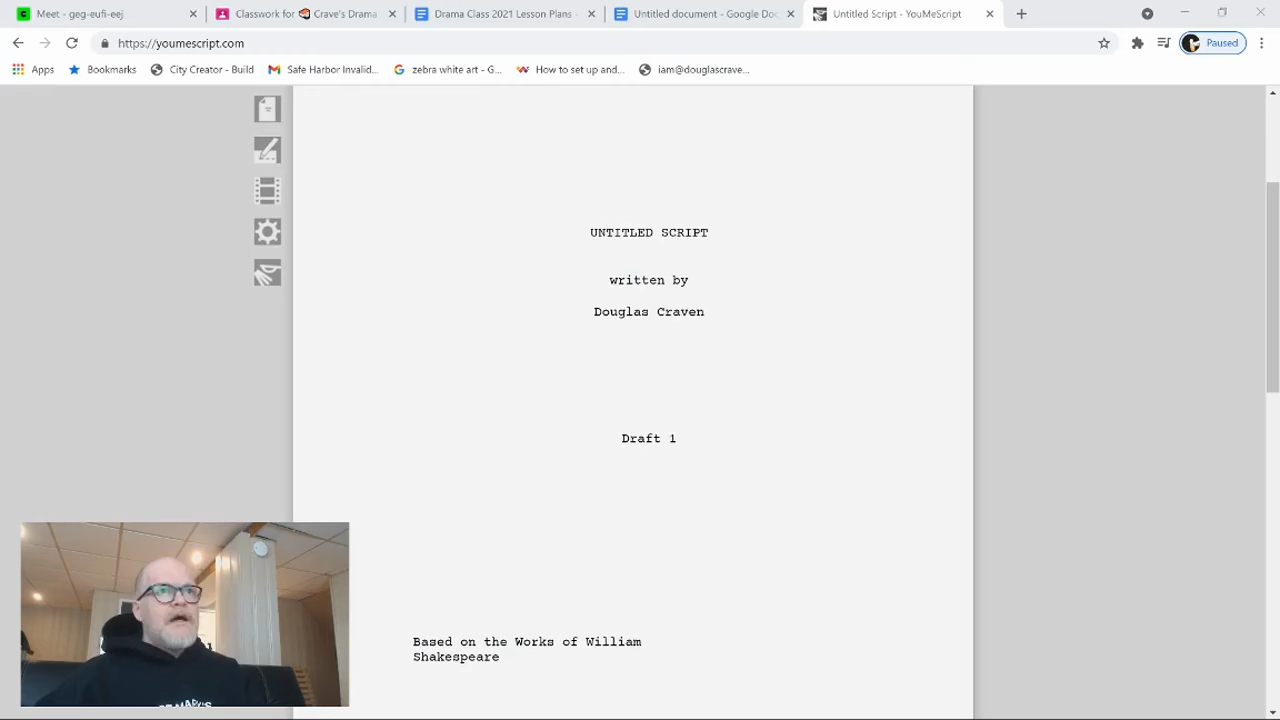 Meet - geg-eufi-eej
Classwork for Crave's Drama
Drama Class 2021 Lesson Plans -
Untitled document - Google Doc
Untitled Script - YouMeScript
https://youmescript.com
Paused
Apps
Bookmarks
City Creator - Build
Safe Harbor Invalid...
zebra white art - G...
How to set up and...
iam@douglascrave...
UNTITLED SCRIPT
written by
Douglas Craven
Draft 1
Based on the Works of William
Shakespeare